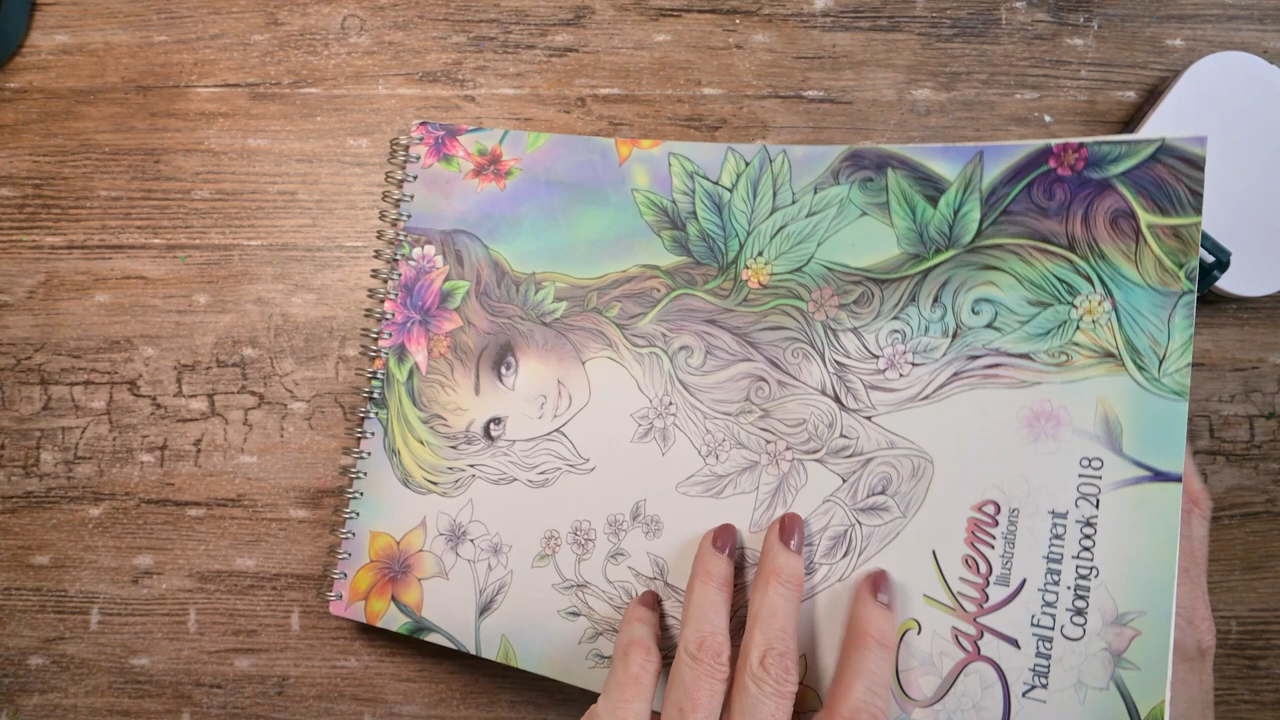 Sakuems
Illustrations
Natural Enchantment
Coloring book 2018